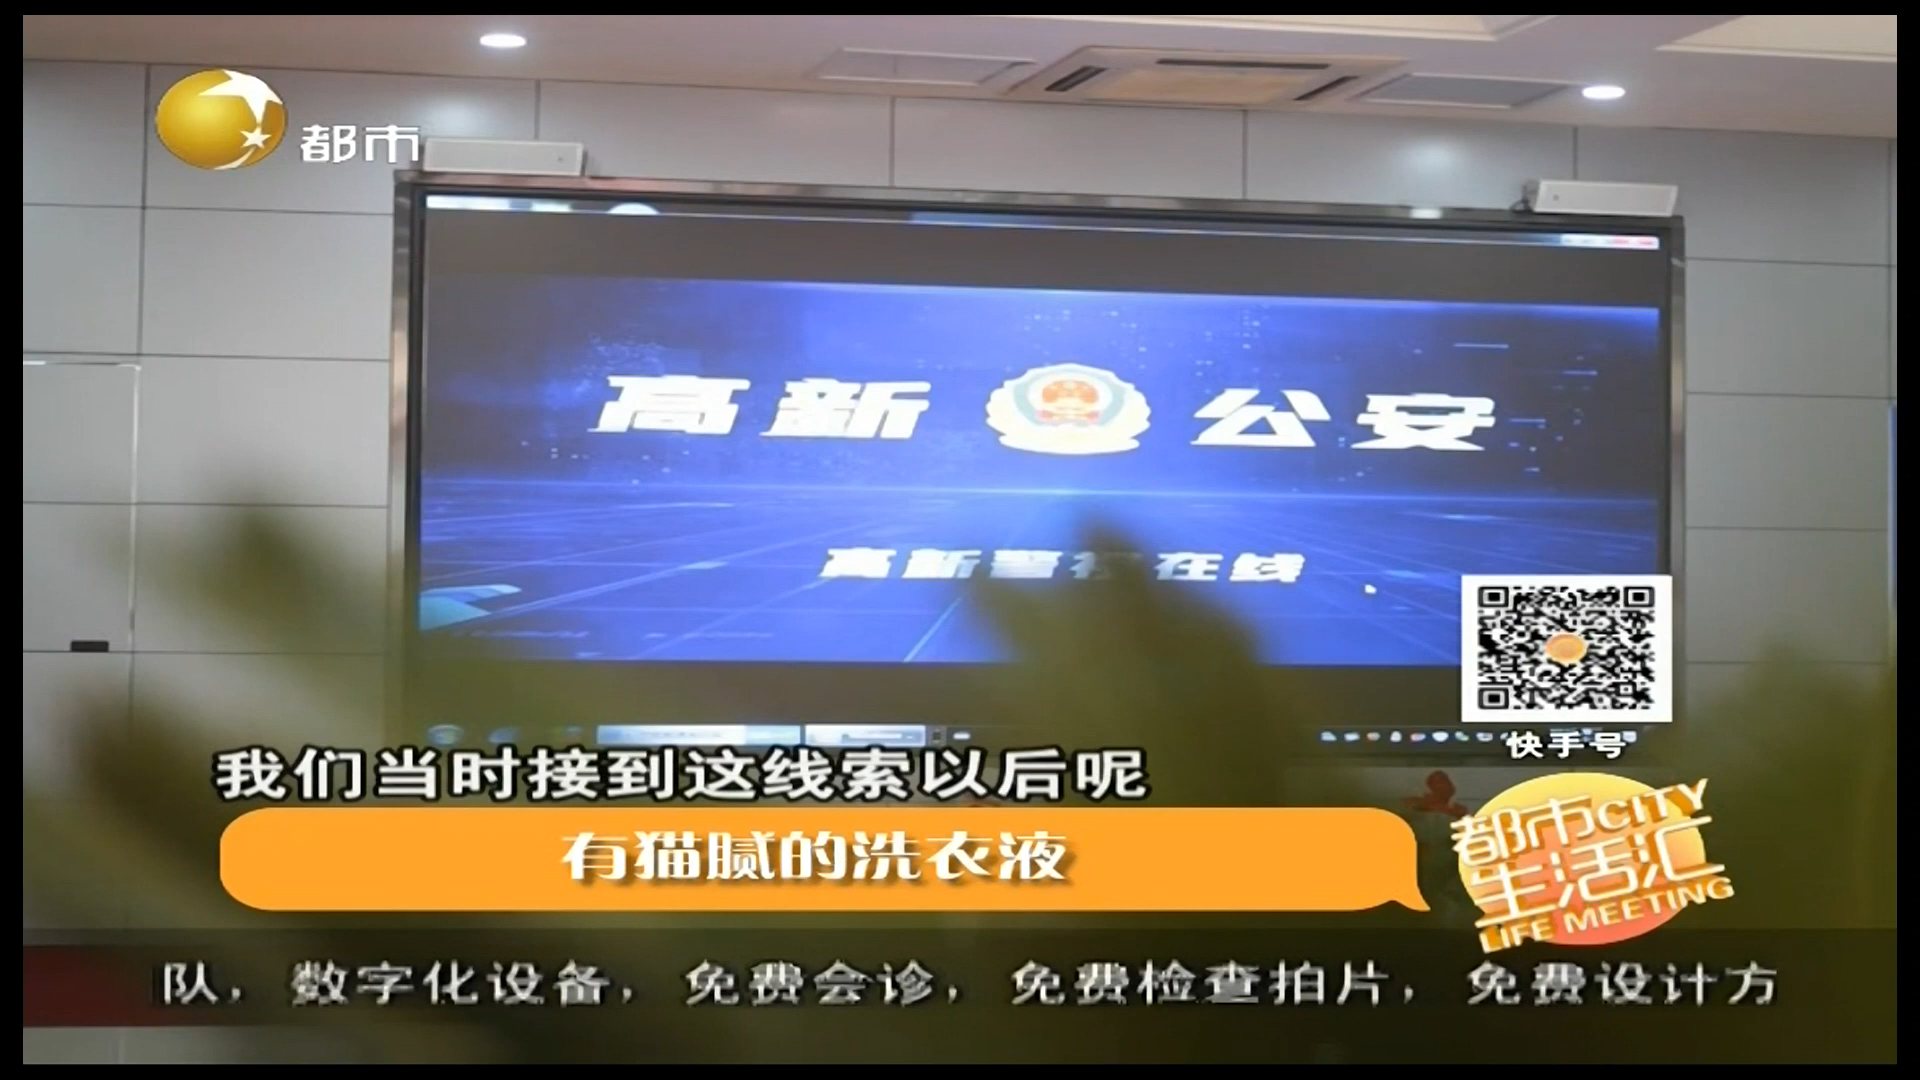 都市
高新 公安
高新警视在线
快手号
我们当时接到这线索以后呢
有猫腻的洗衣液
都市CITY
生活汇
LIFE MEETING
队，数字化设备，免费会诊，免费检查拍片，免费设计方